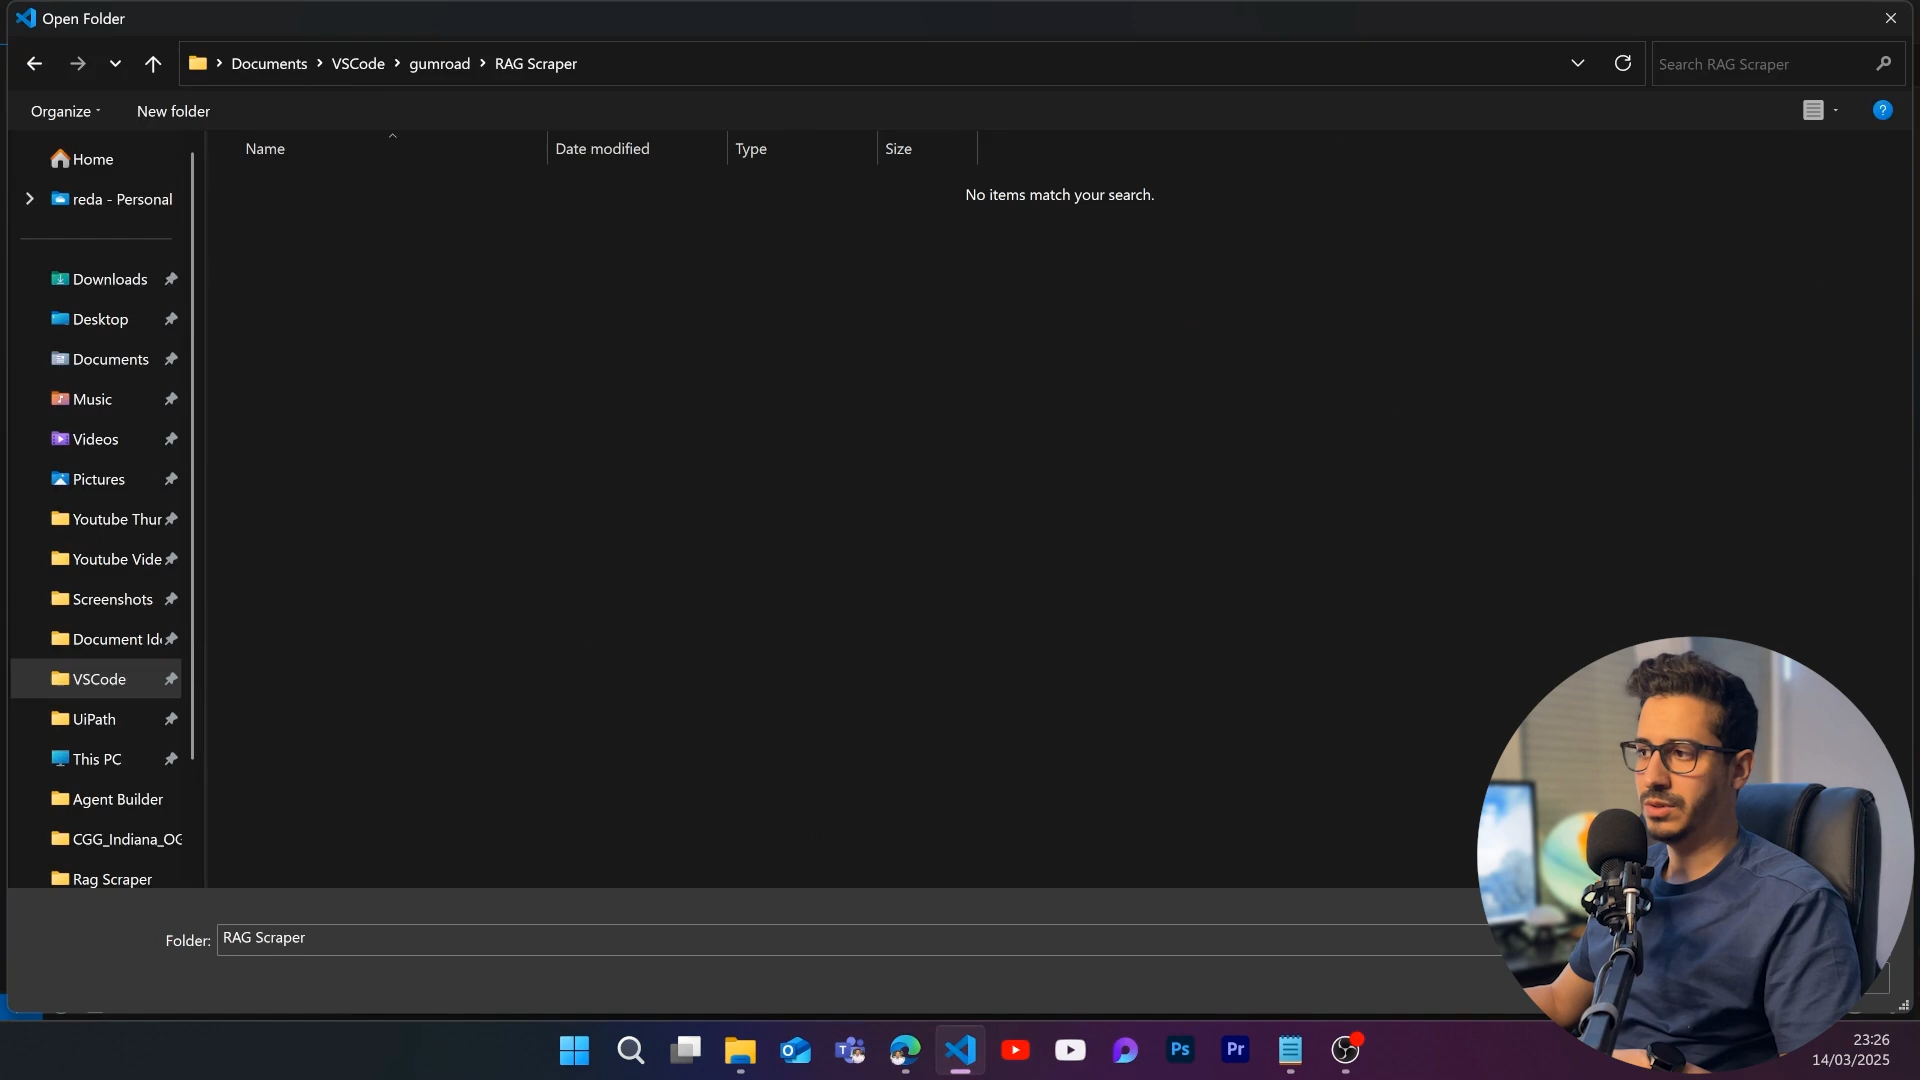 Open Folder
Documents > VSCode > gumroad > RAG Scraper
Search RAG Scraper
Organize
New folder
?
Name
Date modified
Type
Size
No items match your search.
Home
reda - Personal
Downloads
Desktop
Documents
Music
Videos
Pictures
Youtube Thur
Youtube Vide
Screenshots
Document Id
VSCode
UiPath
This PC
Agent Builder
CGG_Indiana_OG
Rag Scraper
Folder:
RAG Scraper
Ps
Pr
23:26
14/03/2025